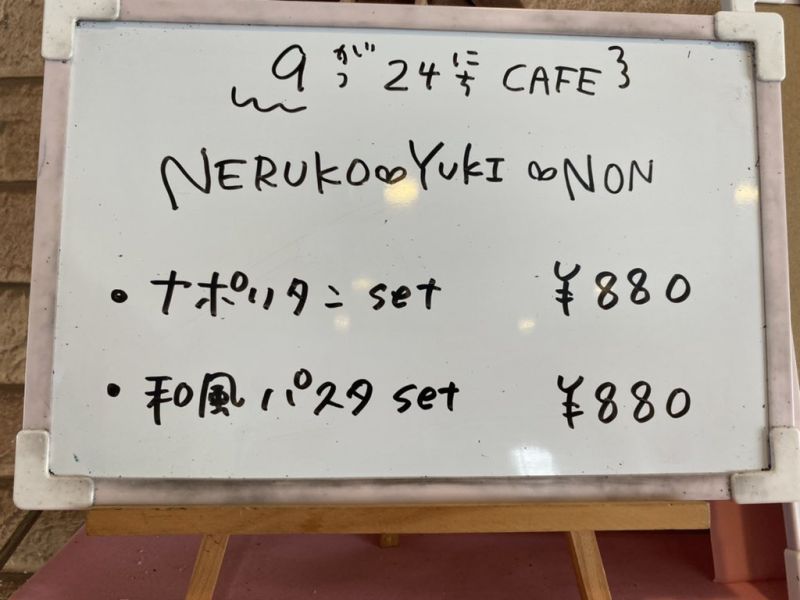 9がつ24にち CAFE
NERUKO∞YUKI∞NON
・ナポリタン set ¥880
・和風パスタ set ¥880